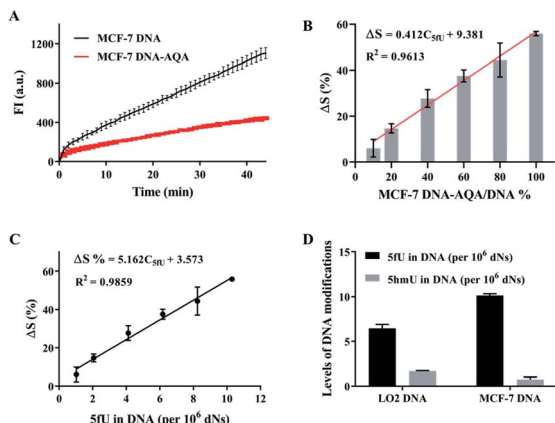 A
MCF-7 DNA
MCF-7 DNA-AQA
1200
800
400
0
FI (a.u.)
0 10 20 30 40
Time (min)
B
ΔS = 0.412C5fU + 9.381
R² = 0.9613
60
40
20
0
ΔS (%)
20 40 60 80 100
MCF-7 DNA-AQA/DNA %
C
ΔS % = 5.162C5fU + 3.573
R² = 0.9859
80
60
40
20
0
ΔS (%)
0 2 4 6 8 10 12
5fU in DNA (per 10⁶ dNs)
D
5fU in DNA (per 10⁶ dNs)
5hmU in DNA (per 10⁶ dNs)
15
10
5
0
Levels of DNA modifications
LO2 DNA MCF-7 DNA